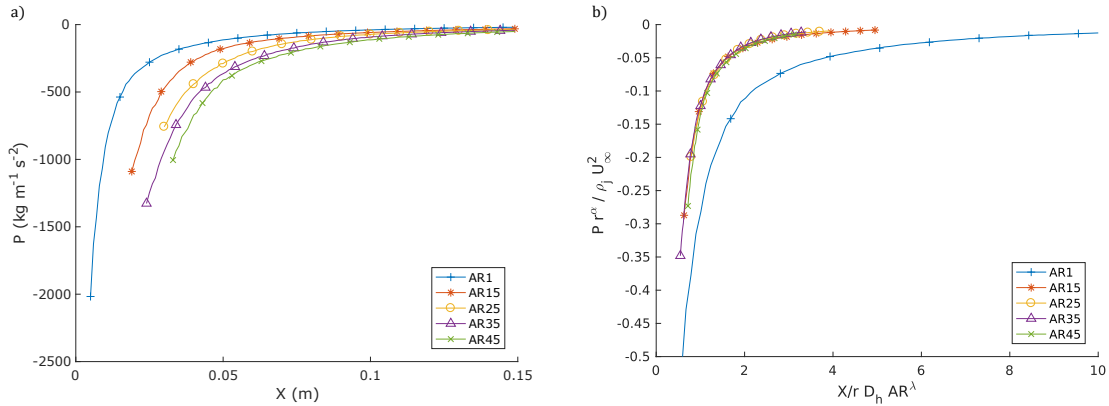 a)
0
-500
-1000
-1500
-2000
-2500
P (kg m⁻¹ s⁻²)
0
0.05
0.1
0.15
X (m)
AR1
AR15
AR25
AR35
AR45
b)
0
-0.05
-0.1
-0.15
-0.2
-0.25
-0.3
-0.35
-0.4
-0.45
-0.5
P r^α / ρ_j U_∞^2
0
2
4
6
8
10
X/r D_h AR^λ
AR1
AR15
AR25
AR35
AR45